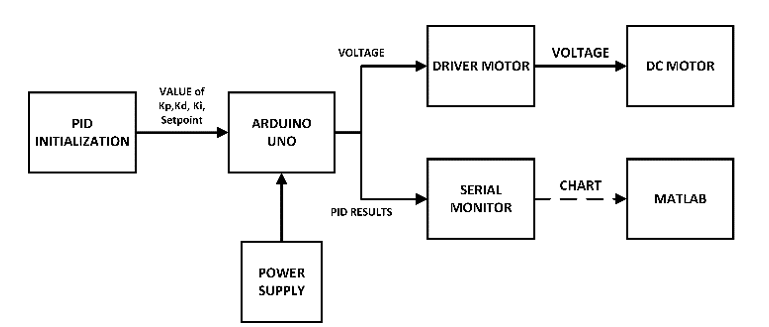 VOLTAGE
DRIVER MOTOR
VOLTAGE
DC MOTOR
VALUE of
Kp,Kd, Ki,
Setpoint
PID
INITIALIZATION
ARDUINO
UNO
PID RESULTS
SERIAL
MONITOR
CHART
MATLAB
POWER
SUPPLY